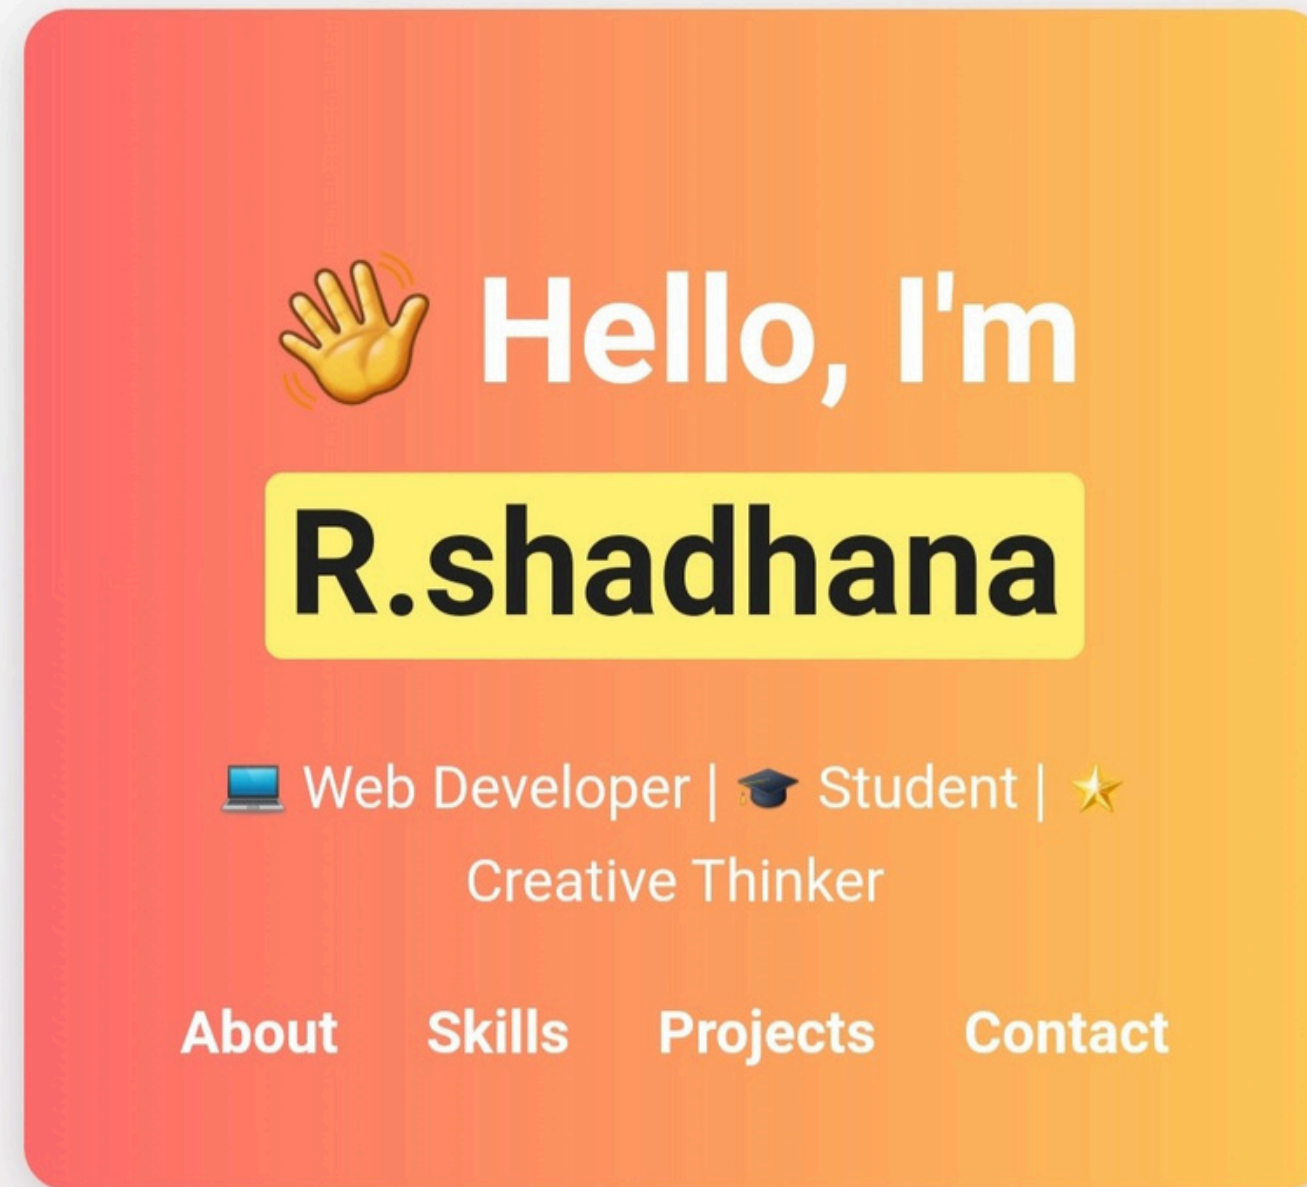 👋 Hello, I'm
R.shadhana
💻 Web Developer | 🎓 Student | ⭐
Creative Thinker
About Skills Projects Contact